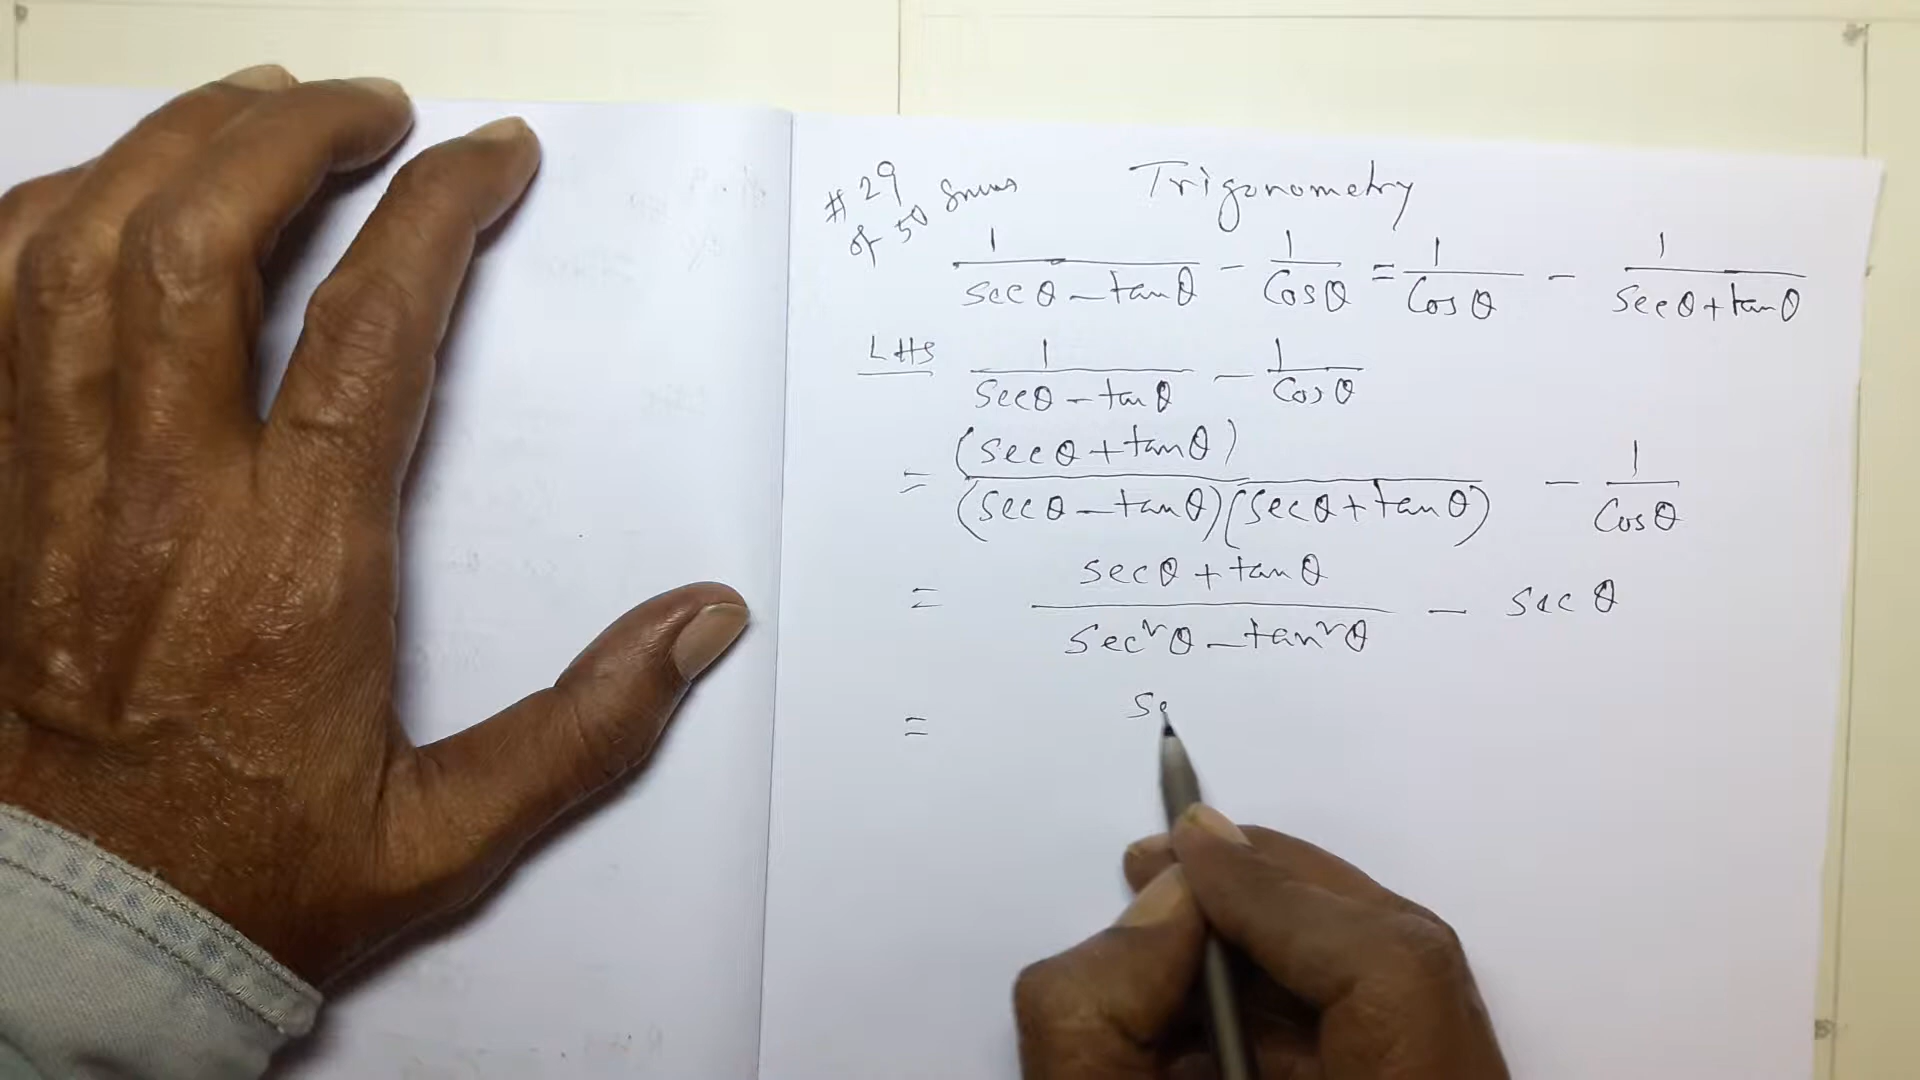 #29 Trigonometry
of 50 Sums
1/(secθ - tanθ) - 1/Cosθ = 1/Cosθ - 1/(secθ + tanθ)
LHS 1/(secθ - tanθ) - 1/Cosθ
= (secθ + tanθ)/(secθ - tanθ)(secθ + tanθ) - 1/Cosθ
= (secθ + tanθ)/(sec²θ - tan²θ) - secθ
= se